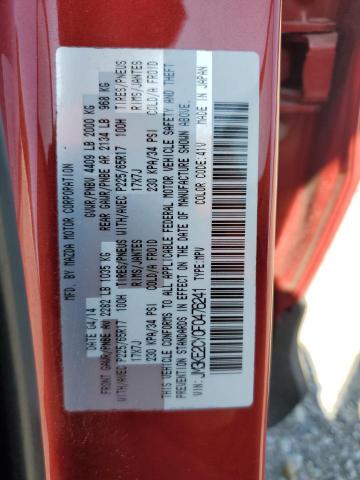 MFD BY MAZDA MOTOR CORPORATION
DATE 04/14 GVWR/PNBV 4409 LB 2000 KG
FRONT GAWR/PNBE AV 2282 LB 1035 KG REAR GAWR/PNBE AR 2134 LB 968 KG
WITH/AVEC P225/65R17 100H TIRES/PNEUS WITH/AVEC P225/65R17 100H TIRES/PNEUS
17X7J RIMS/JANTES 17X7J RIMS/JANTES
230 KPA/34 PSI COLD/A FROID 230 KPA/34 PSI COLD/A FROID
THIS VEHICLE CONFORMS TO ALL APPLICABLE FEDERAL MOTOR VEHICLE SAFETY AND THEFT
PREVENTION STANDARDS IN EFFECT ON THE DATE OF MANUFACTURE SHOWN ABOVE.
MADE IN JAPAN
VIN: TYPE: MPV COLOR CODE: 41V